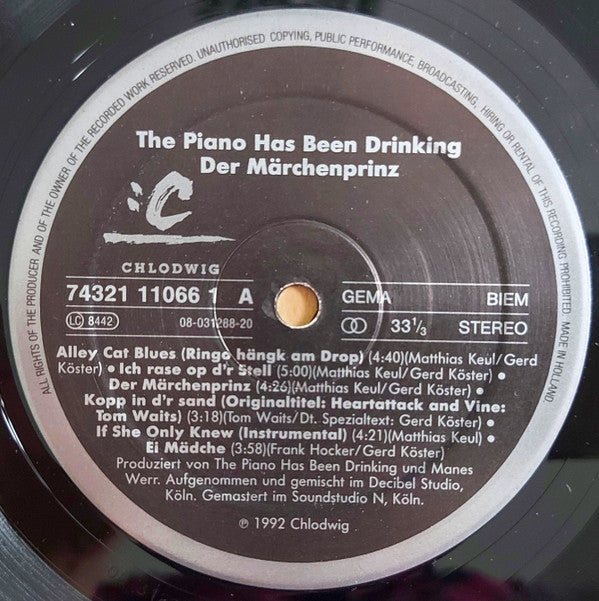 ALL RIGHTS OF THE PRODUCER AND OF THE OWNER OF THE RECORDED WORK RESERVED. UNAUTHORISED COPYING, PUBLIC PERFORMANCE, BROADCASTING, HIRING OR RENTAL OF THIS RECORDING PROHIBITED. MADE IN HOLLAND.
The Piano Has Been Drinking
Der Märchenprinz
:C
CHLODWIG
74321 11066 1 A
GEMA BIEM
LC 8442 08-031288-20
33⅓ STEREO
Alley Cat Blues (Ringo hängk am Drop) (4:40)(Matthias Keul/Gerd
Köster) • Ich rase op d'r Stell (5:00)(Matthias Keul/Gerd Köster) •
Der Märchenprinz (4:26)(Matthias Keul/Gerd Köster) •
Kopp in d'r sand (Originaltitel: Heartattack and Vine:
Tom Waits) (3:18)(Tom Waits/Dt. Spezialtext: Gerd Köster) •
If She Only Knew (Instrumental) (4:21)(Matthias Keul) •
Ei Mädche (3:58)(Frank Hocker/Gerd Köster)
Produziert von The Piano Has Been Drinking und Manes
Werr. Aufgenommen und gemischt im Decibel Studio,
Köln. Gemastert im Soundstudio N, Köln.
℗ 1992 Chlodwig